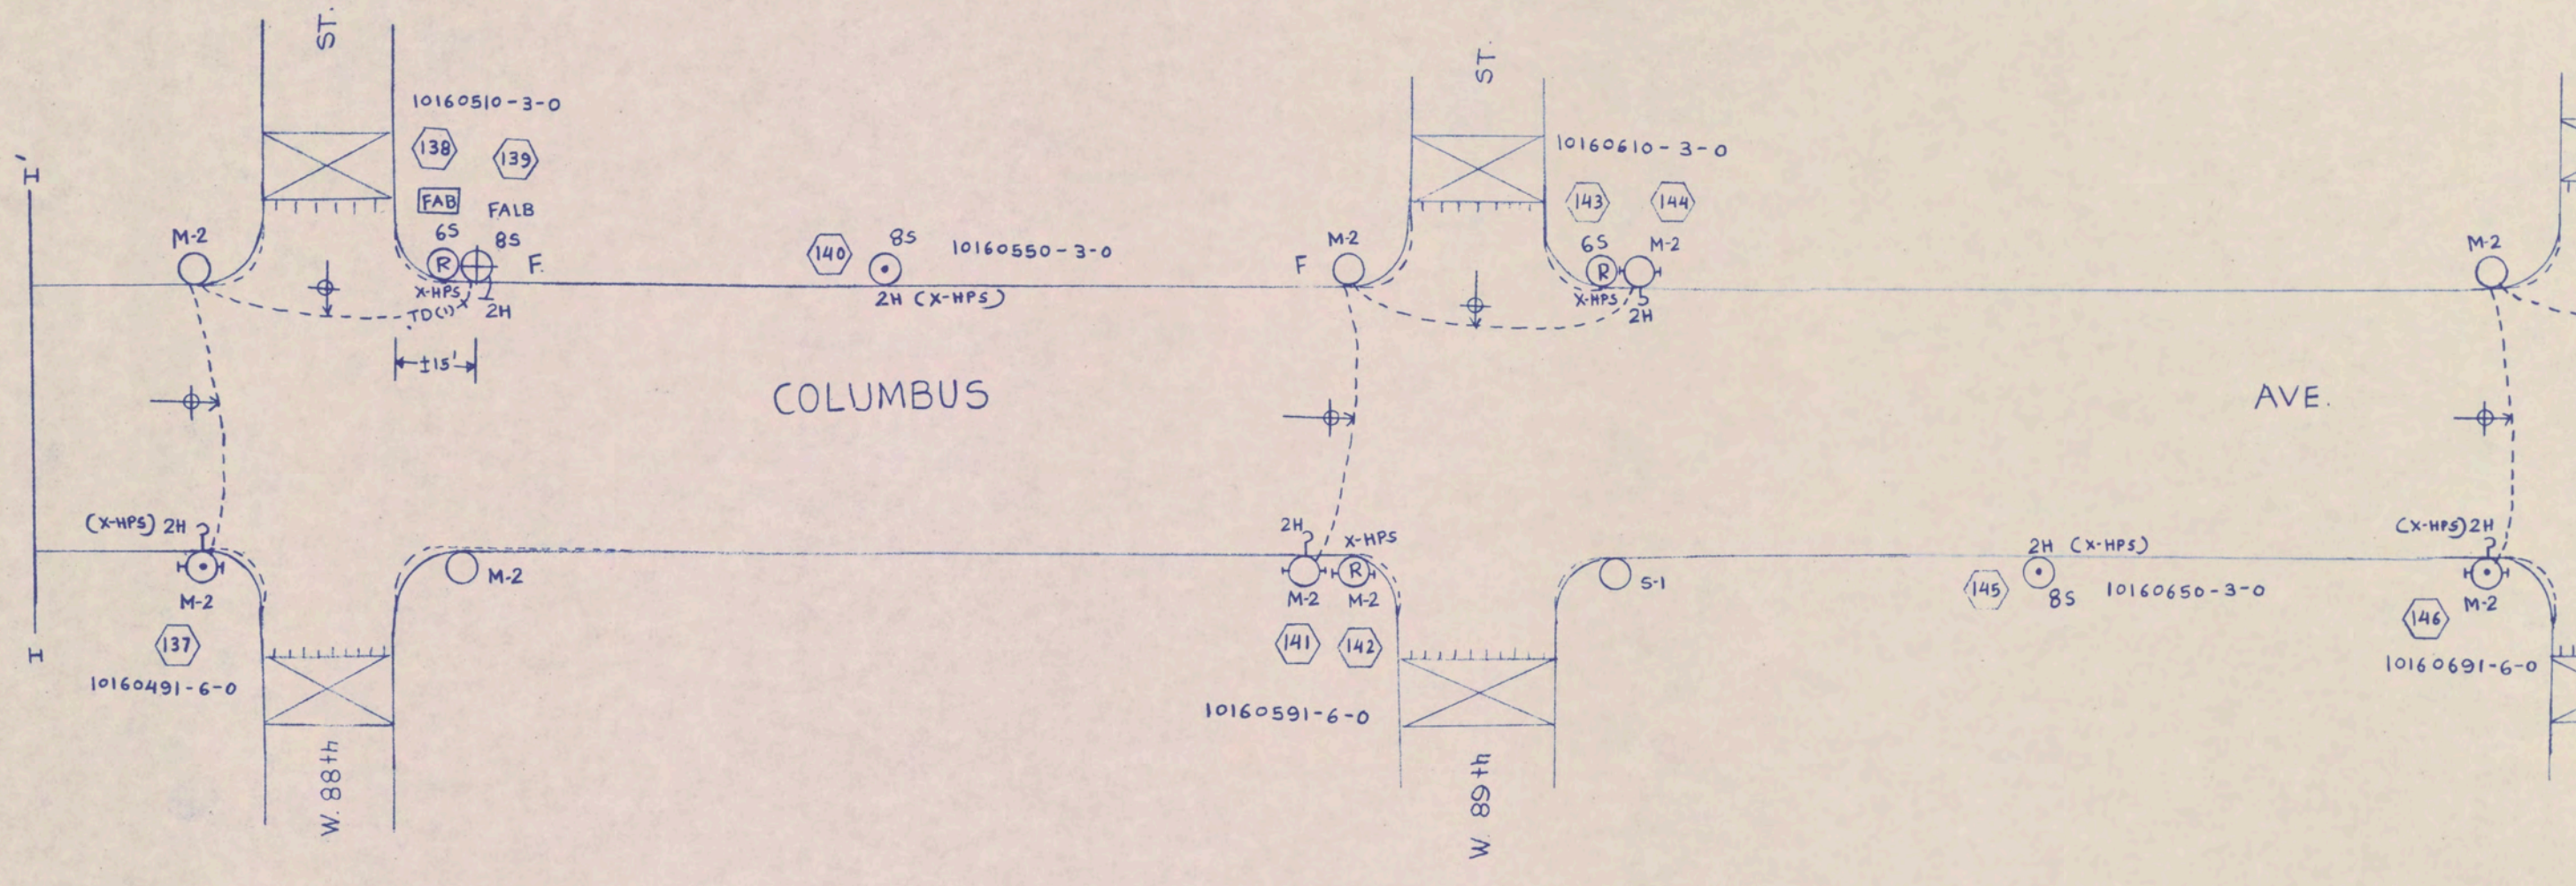 ST.
ST.
10160510-3-0
138
139
FAB
FALB
6S
8S
R
F
X-HPS
TD(1)
2H
±15'
M-2
I'
140
8S
10160550-3-0
2H (X-HPS)
F
M-2
10160610-3-0
143
144
6S
M-2
R
X-HPS
2H
M-2
COLUMBUS
AVE.
(X-HPS) 2H
M-2
137
10160491-6-0
I
M-2
W. 88th
2H
X-HPS
R
M-2
M-2
141
142
10160591-6-0
S-1
W. 89th
2H (X-HPS)
145
8S
10160650-3-0
(X-HPS) 2H
M-2
146
10160691-6-0